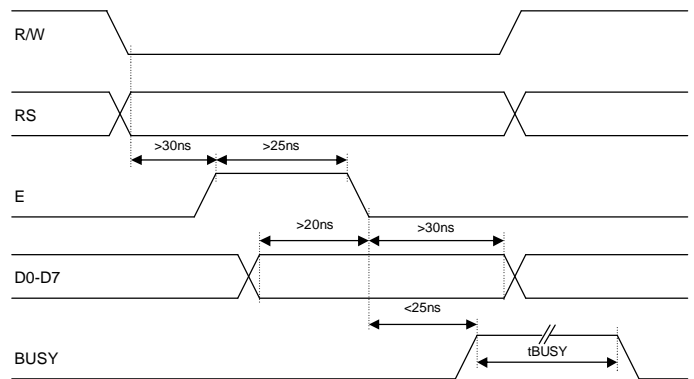 R/W
RS
>30ns >25ns
E
>20ns >30ns
D0-D7
<25ns
BUSY
tBUSY